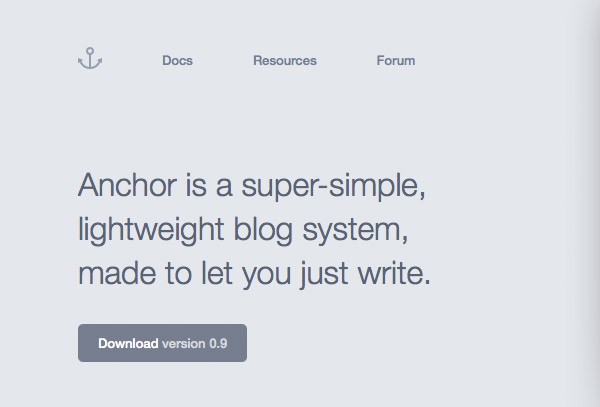 Docs Resources Forum
Anchor is a super-simple,
lightweight blog system,
made to let you just write.
Download version 0.9